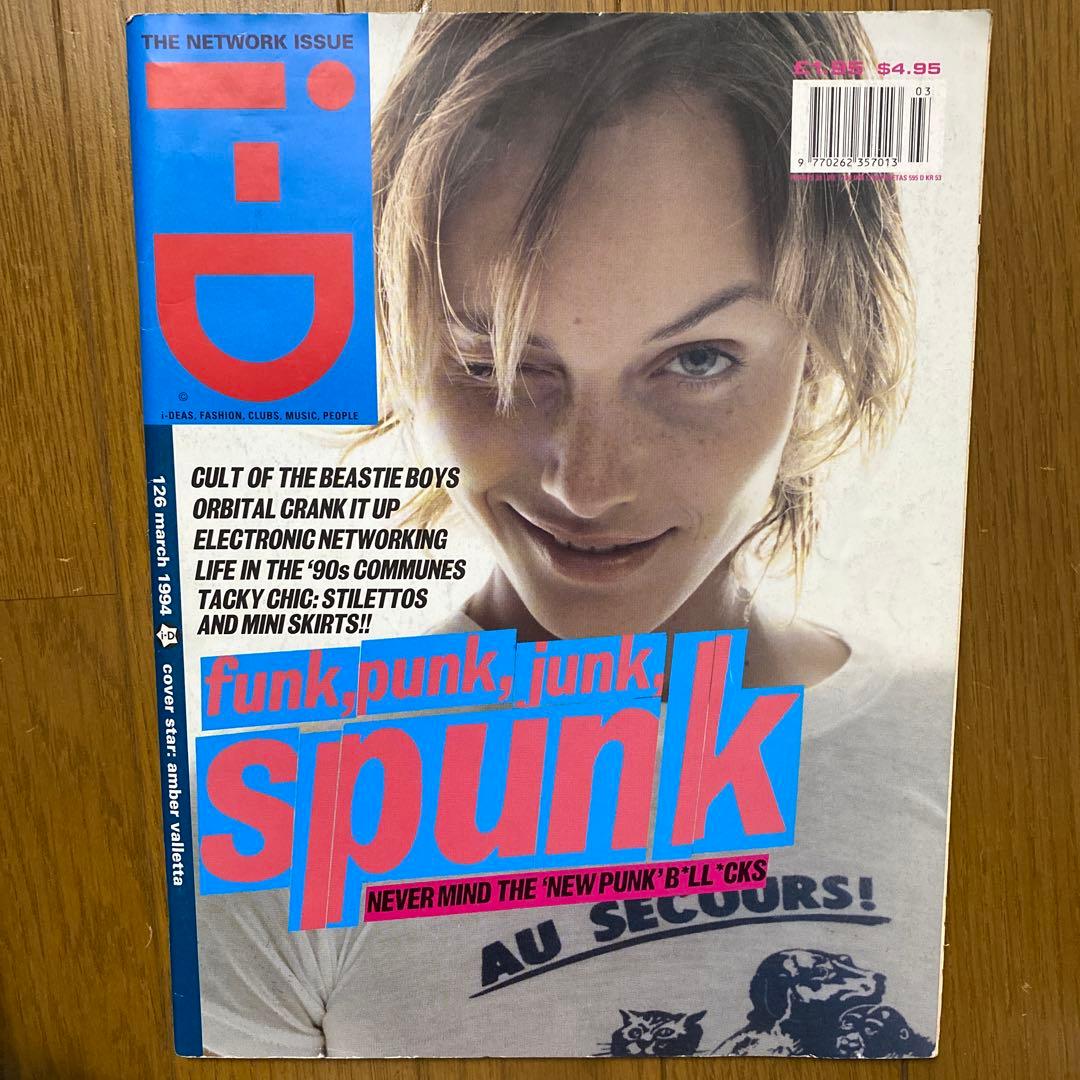 THE NETWORK ISSUE
i-D
©
i-DEAS, FASHION, CLUBS, MUSIC, PEOPLE
£1.95 $4.95
03
9 770262 357013
595 D KR 53
126 march 1994 i-D cover star: amber valletta
CULT OF THE BEASTIE BOYS
ORBITAL CRANK IT UP
ELECTRONIC NETWORKING
LIFE IN THE '90s COMMUNES
TACKY CHIC: STILETTOS
AND MINI SKIRTS!!
funk, punk, junk,
spunk
NEVER MIND THE 'NEW PUNK' B*LL*CKS
AU SECOURS!